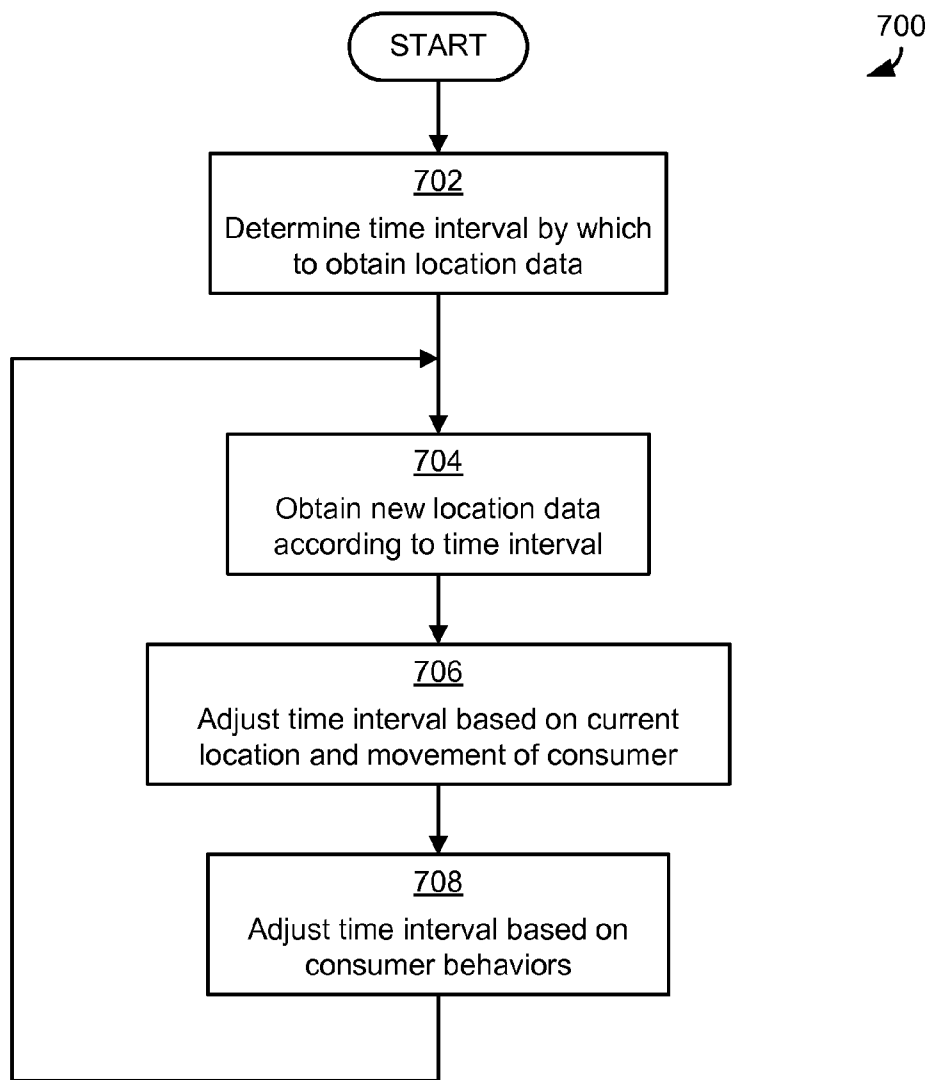 START
700
702
Determine time interval by which
to obtain location data
704
Obtain new location data
according to time interval
706
Adjust time interval based on current
location and movement of consumer
708
Adjust time interval based on
consumer behaviors